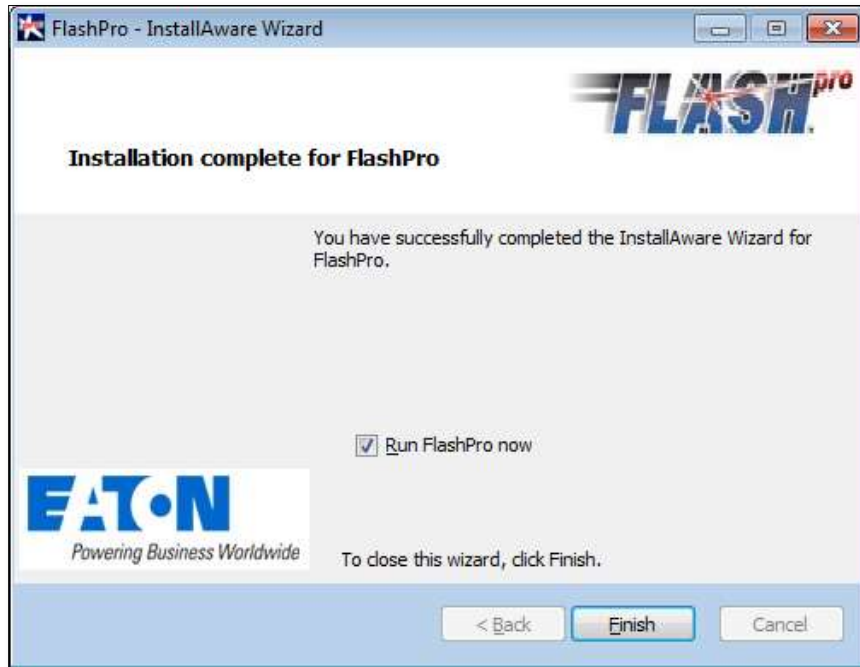 FlashPro - InstallAware Wizard
FLASH pro
Installation complete for FlashPro
You have successfully completed the InstallAware Wizard for
FlashPro.
Run FlashPro now
EATON
Powering Business Worldwide
To close this wizard, click Finish.
< Back
Finish
Cancel